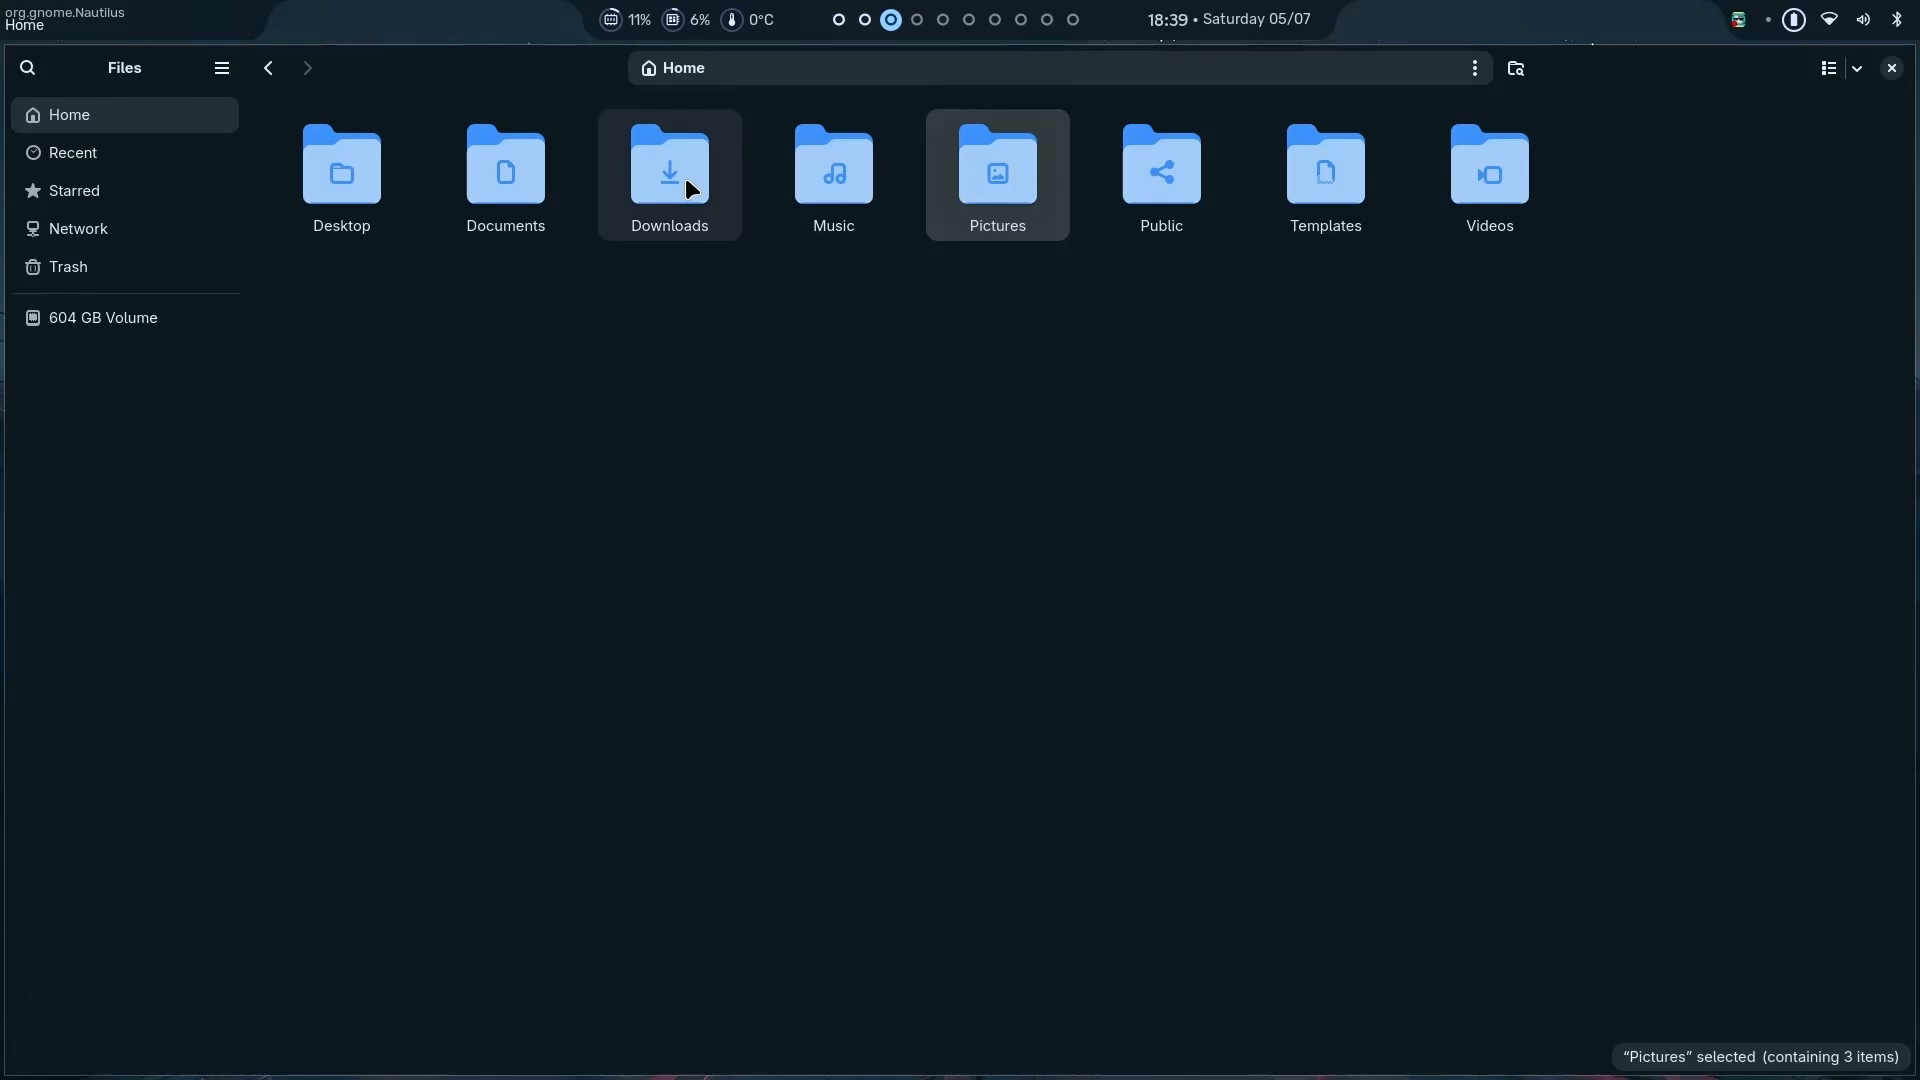 org.gnome.Nautilus
Home
11%
6%
0°C
18:39 • Saturday 05/07
Files
Home
Home
Recent
Starred
Network
Trash
604 GB Volume
Desktop
Documents
Downloads
Music
Pictures
Public
Templates
Videos
“Pictures” selected (containing 3 items)